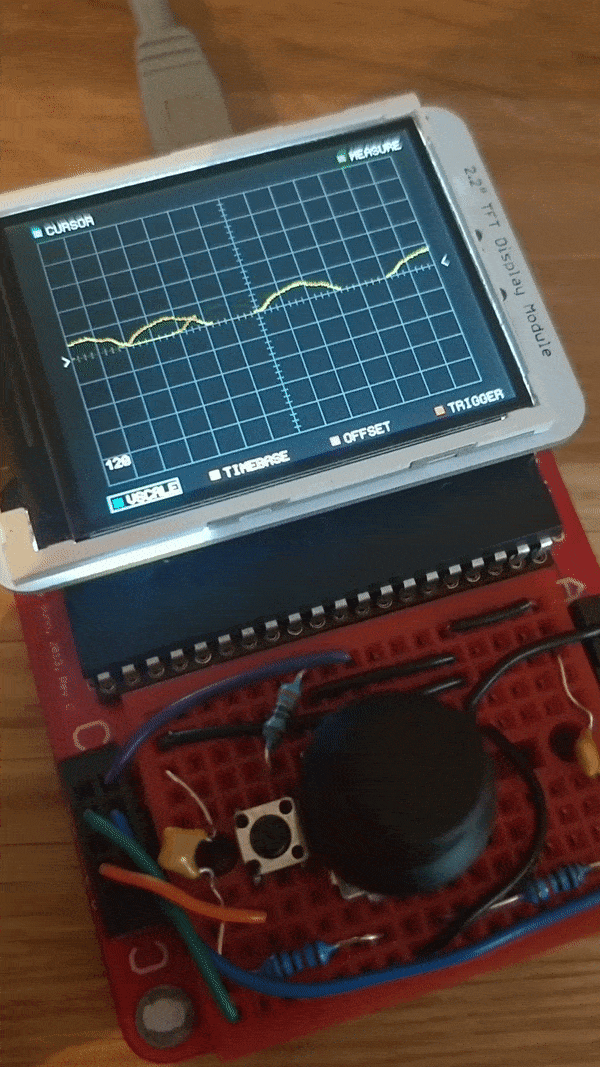 MEASURE
CURSOR
2.2" TFT Display Module
120
VSCALE
TIMEBASE
OFFSET
TRIGGER
A
C
D